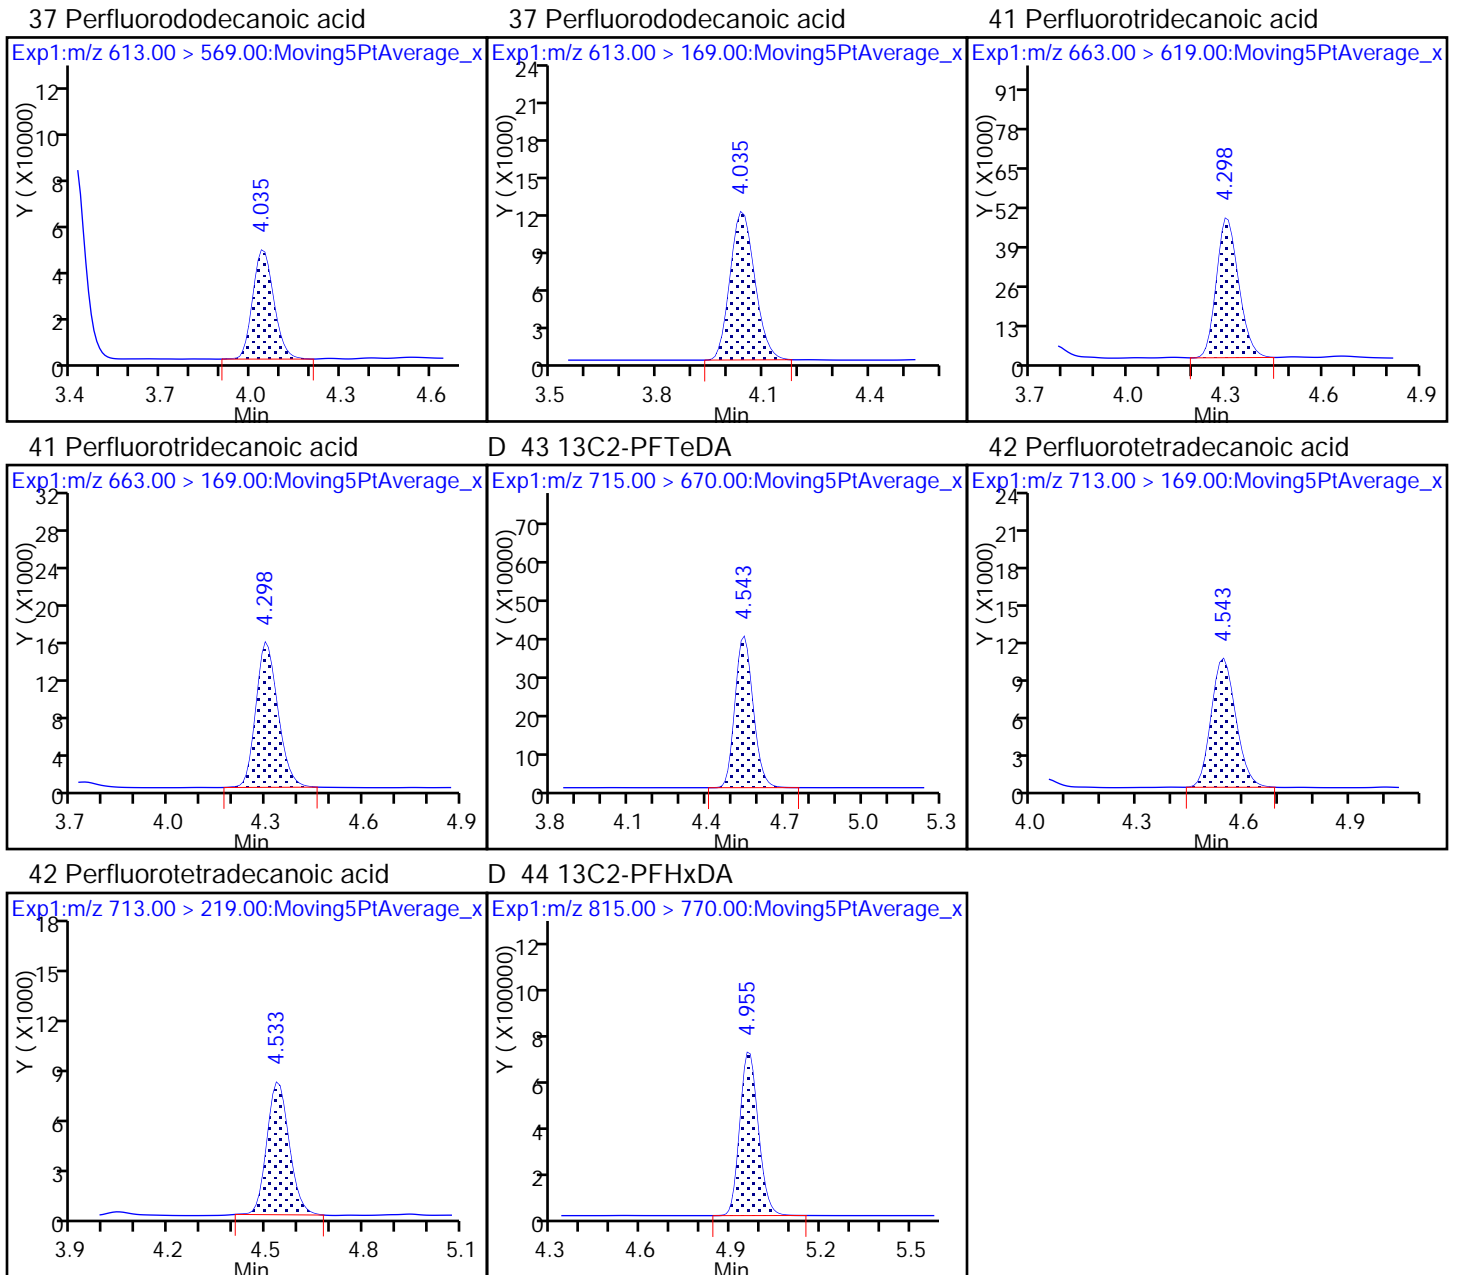 37 Perfluorododecanoic acid
Exp1:m/z 613.00 > 569.00:Moving5PtAverage_x
Y ( X10000)
12
10
8
6
4
2
0
4.035
3.4 3.7 4.0 4.3 4.6
Min
37 Perfluorododecanoic acid
Exp1:m/z 613.00 > 169.00:Moving5PtAverage_x
Y ( X1000)
24
21
18
15
12
9
6
3
0
4.035
3.5 3.8 4.1 4.4
Min
41 Perfluorotridecanoic acid
Exp1:m/z 663.00 > 619.00:Moving5PtAverage_x
Y ( X1000)
91
78
65
52
39
26
13
0
4.298
3.7 4.0 4.3 4.6 4.9
Min
41 Perfluorotridecanoic acid
Exp1:m/z 663.00 > 169.00:Moving5PtAverage_x
Y ( X1000)
32
28
24
20
16
12
8
4
0
4.298
3.7 4.0 4.3 4.6 4.9
Min
D 43 13C2-PFTeDA
Exp1:m/z 715.00 > 670.00:Moving5PtAverage_x
Y ( X10000)
70
60
50
40
30
20
10
0
4.543
3.8 4.1 4.4 4.7 5.0 5.3
Min
42 Perfluorotetradecanoic acid
Exp1:m/z 713.00 > 169.00:Moving5PtAverage_x
Y ( X1000)
24
21
18
15
12
9
6
3
0
4.543
4.0 4.3 4.6 4.9
Min
42 Perfluorotetradecanoic acid
Exp1:m/z 713.00 > 219.00:Moving5PtAverage_x
Y ( X1000)
18
15
12
9
6
3
0
4.533
3.9 4.2 4.5 4.8 5.1
Min
D 44 13C2-PFHxDA
Exp1:m/z 815.00 > 770.00:Moving5PtAverage_x
Y ( X100000)
12
10
8
6
4
2
0
4.955
4.3 4.6 4.9 5.2 5.5
Min